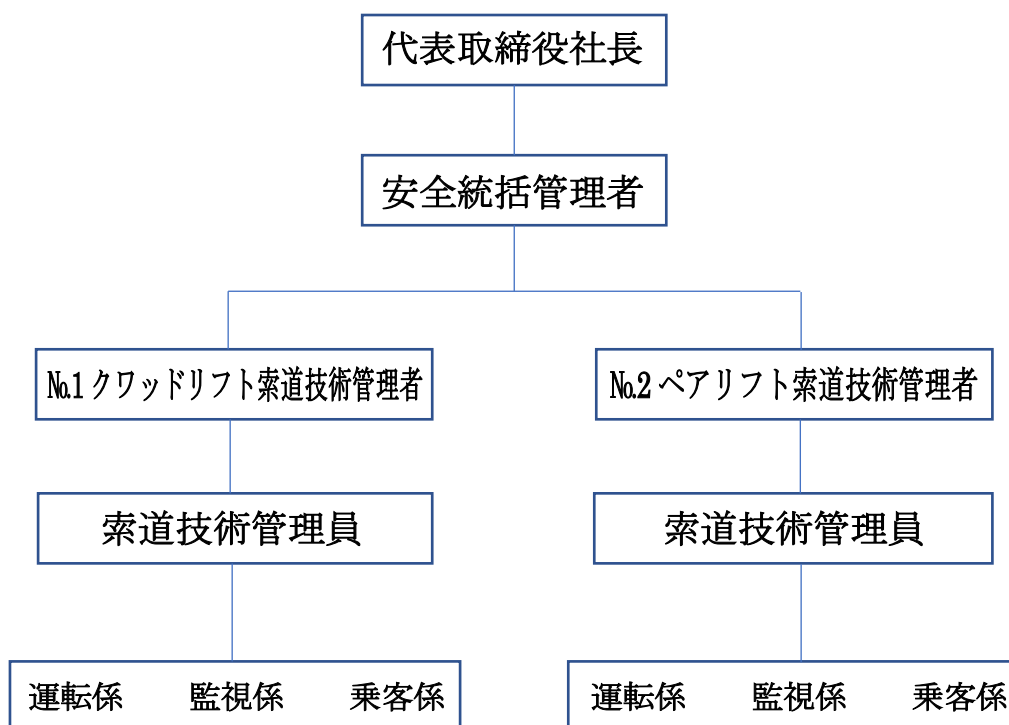 代表取締役社長
安全統括管理者
№1クワッドリフト索道技術管理者
№2ペアリフト索道技術管理者
索道技術管理員
索道技術管理員
運転係 監視係 乗客係
運転係 監視係 乗客係